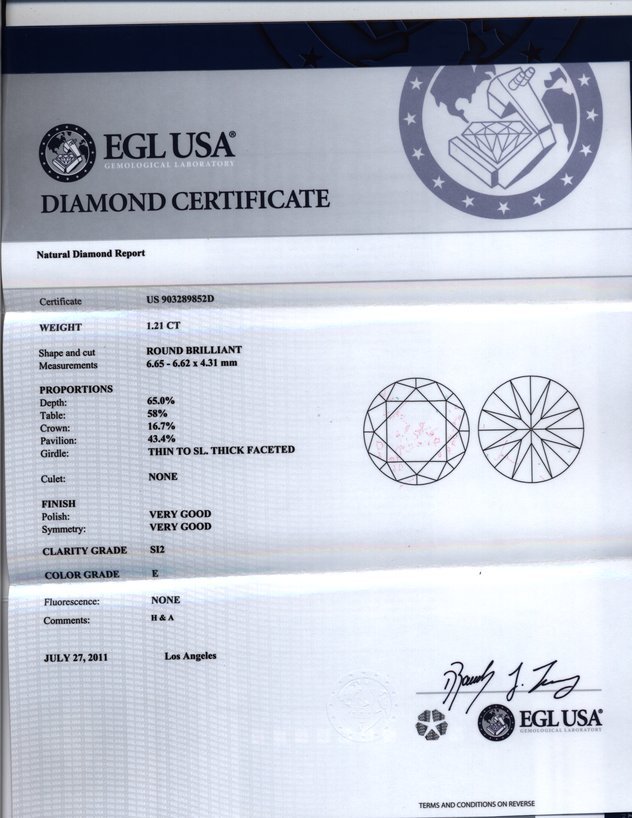 EGL USA®
GEMOLOGICAL LABORATORY
DIAMOND CERTIFICATE
Natural Diamond Report
Certificate US 903289852D
WEIGHT 1.21 CT
Shape and cut ROUND BRILLIANT
Measurements 6.65 - 6.62 x 4.31 mm
PROPORTIONS
Depth: 65.0%
Table: 58%
Crown: 16.7%
Pavilion: 43.4%
Girdle: THIN TO SL. THICK FACETED
Culet: NONE
FINISH
Polish: VERY GOOD
Symmetry: VERY GOOD
CLARITY GRADE SI2
COLOR GRADE E
Fluorescence: NONE
Comments: H & A
JULY 27, 2011 Los Angeles
EGL USA®
GEMOLOGICAL LABORATORY
TERMS AND CONDITIONS ON REVERSE